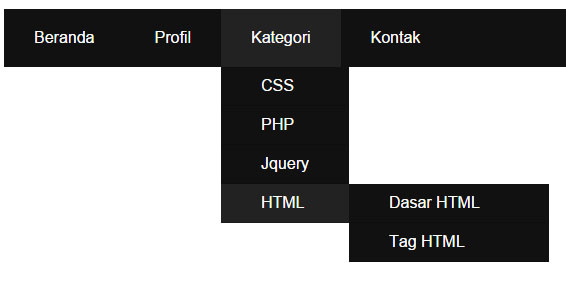 Beranda Profil Kategori Kontak
CSS
PHP
Jquery
HTML Dasar HTML
Tag HTML